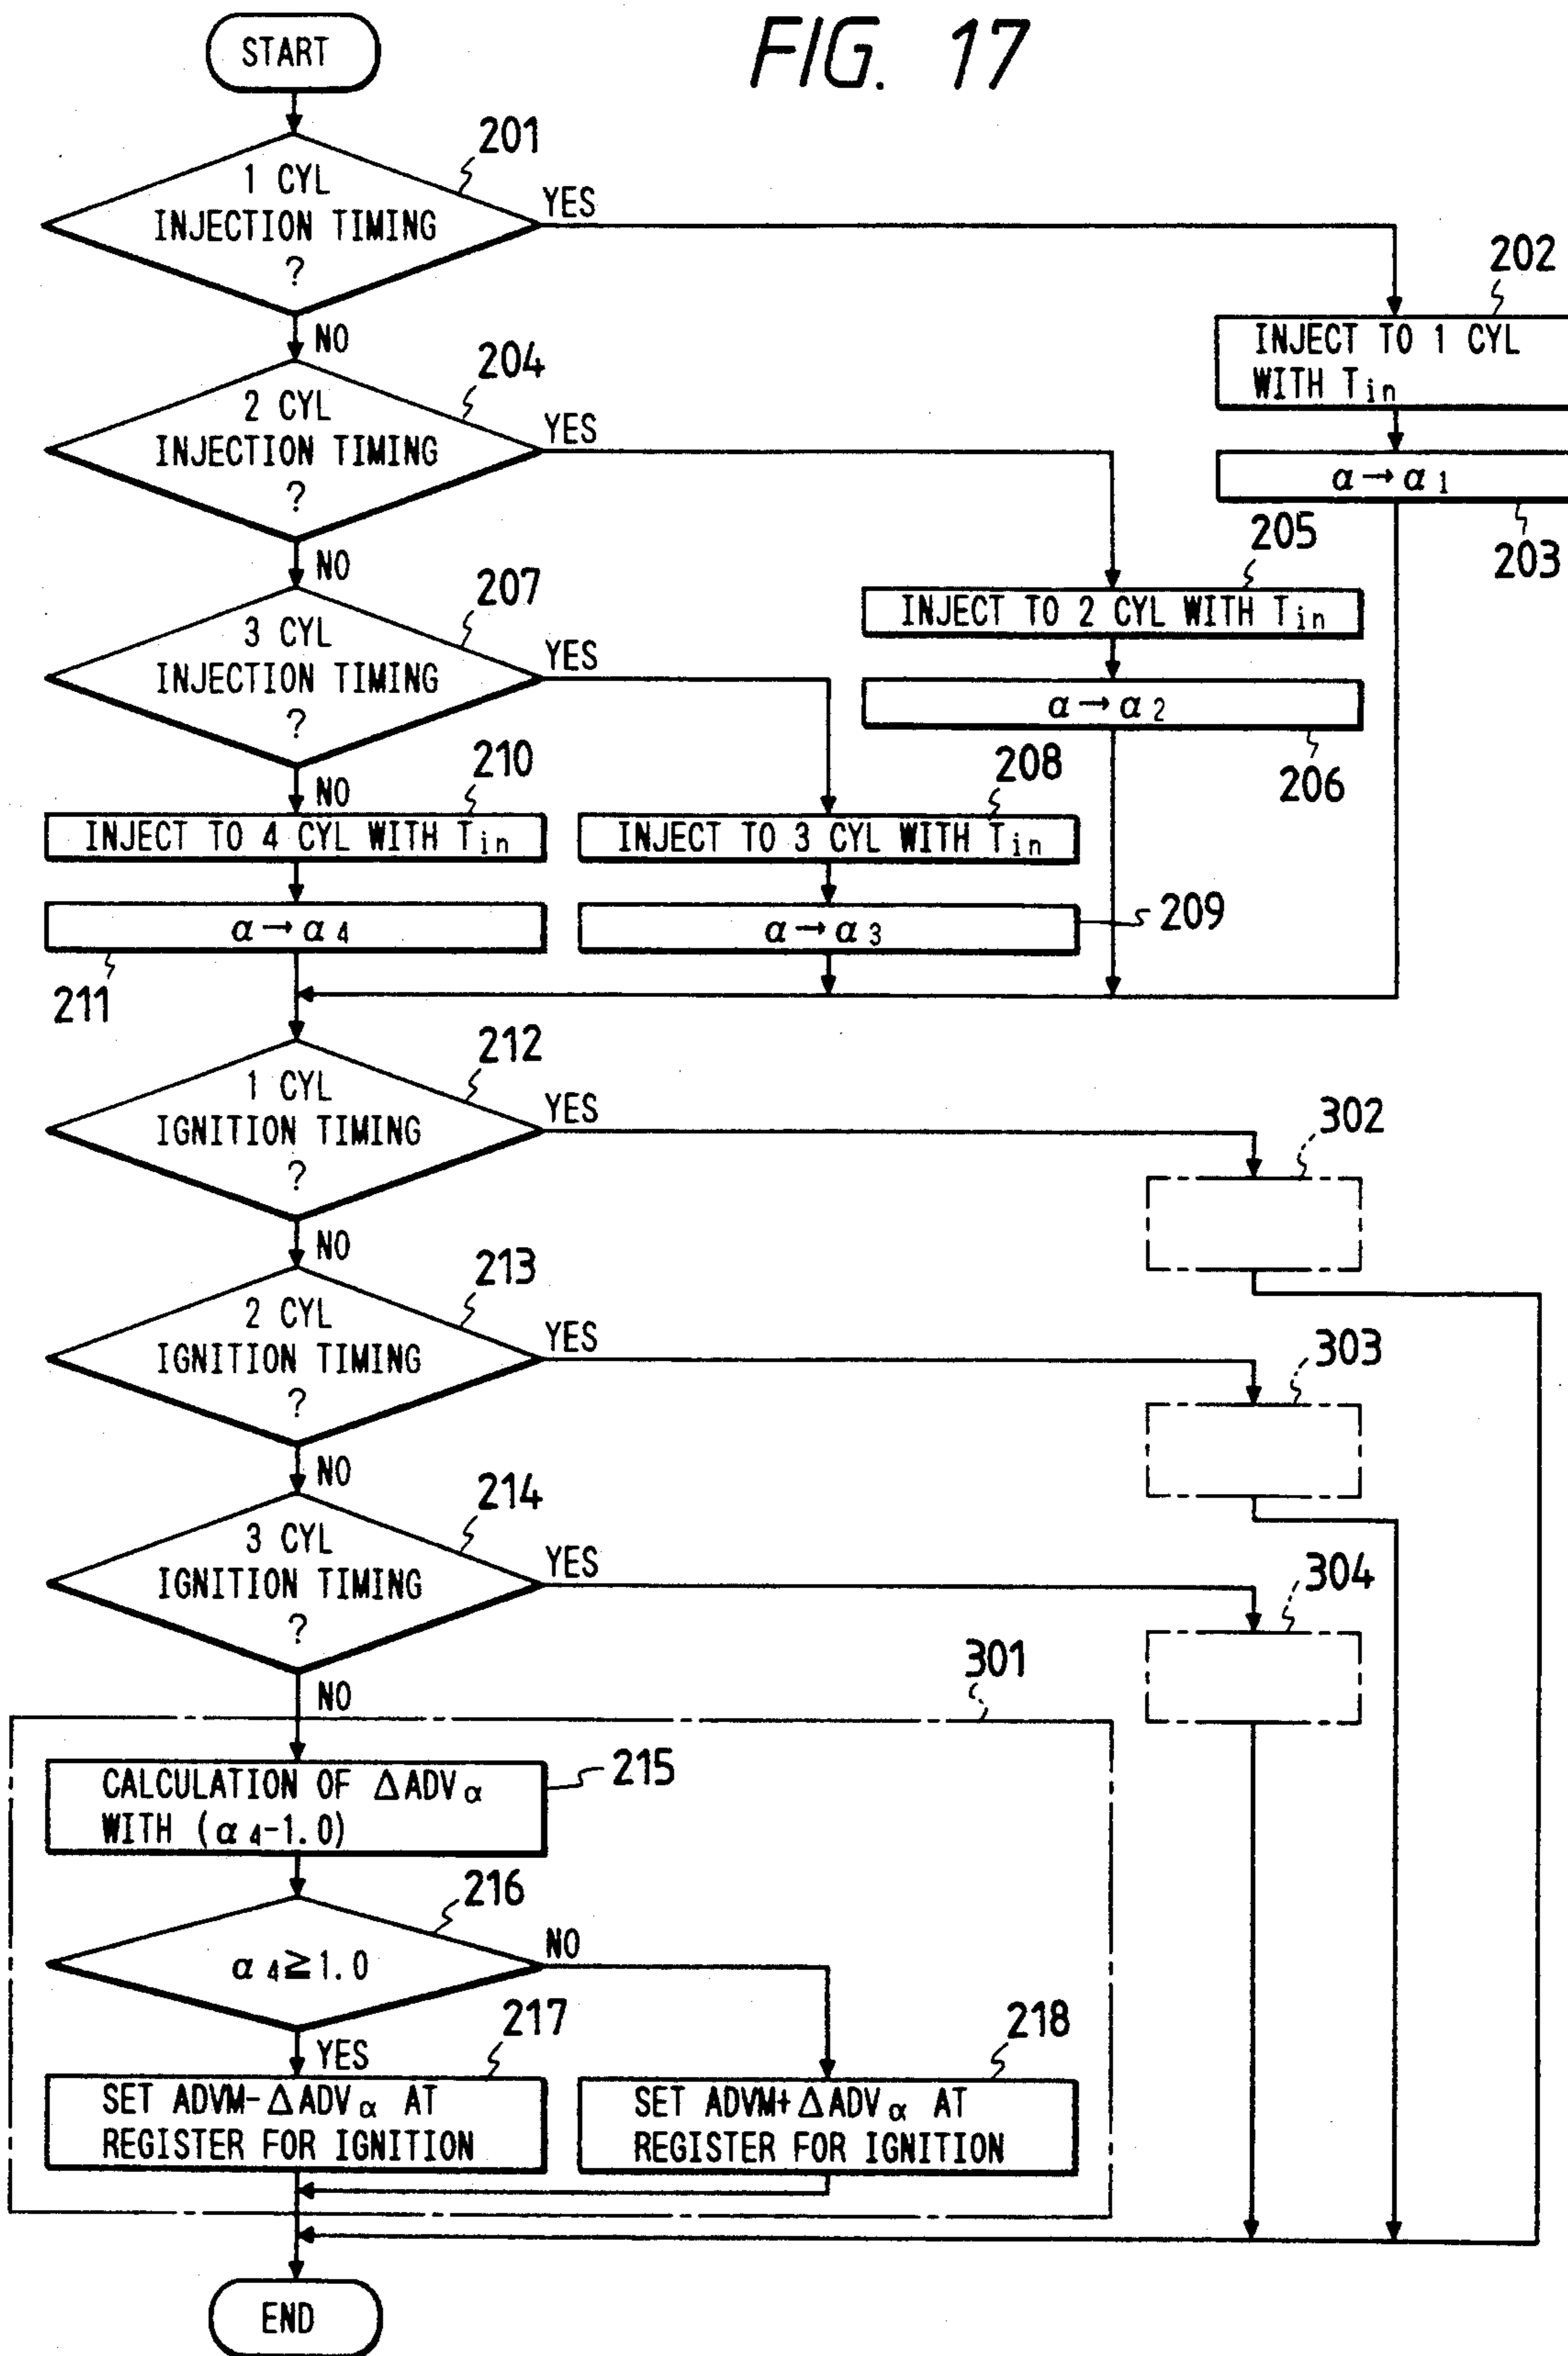 FIG. 17
START
201
1 CYL
INJECTION TIMING
?
YES
202
INJECT TO 1 CYL
WITH Tin
α→α1
203
NO
204
2 CYL
INJECTION TIMING
?
YES
205
INJECT TO 2 CYL WITH Tin
α→α2
206
NO
207
3 CYL
INJECTION TIMING
?
YES
208
INJECT TO 3 CYL WITH Tin
α→α3
209
NO
210
INJECT TO 4 CYL WITH Tin
α→α4
211
212
1 CYL
IGNITION TIMING
?
YES
302
NO
213
2 CYL
IGNITION TIMING
?
YES
303
NO
214
3 CYL
IGNITION TIMING
?
YES
304
NO
301
CALCULATION OF ΔADVα
WITH (α4-1.0)
215
216
α4≧1.0
NO
YES
217
SET ADVM-ΔADVα AT
REGISTER FOR IGNITION
218
SET ADVM+ΔADVα AT
REGISTER FOR IGNITION
END